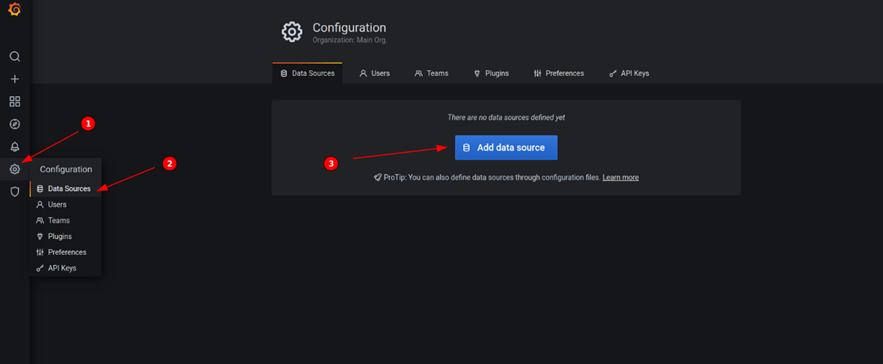 Configuration
Organization: Main Org.
Data Sources
Users
Teams
Plugins
Preferences
API Keys
There are no data sources defined yet
Add data source
ProTip: You can also define data sources through configuration files. Learn more
1
2
3
Configuration
Data Sources
Users
Teams
Plugins
Preferences
API Keys